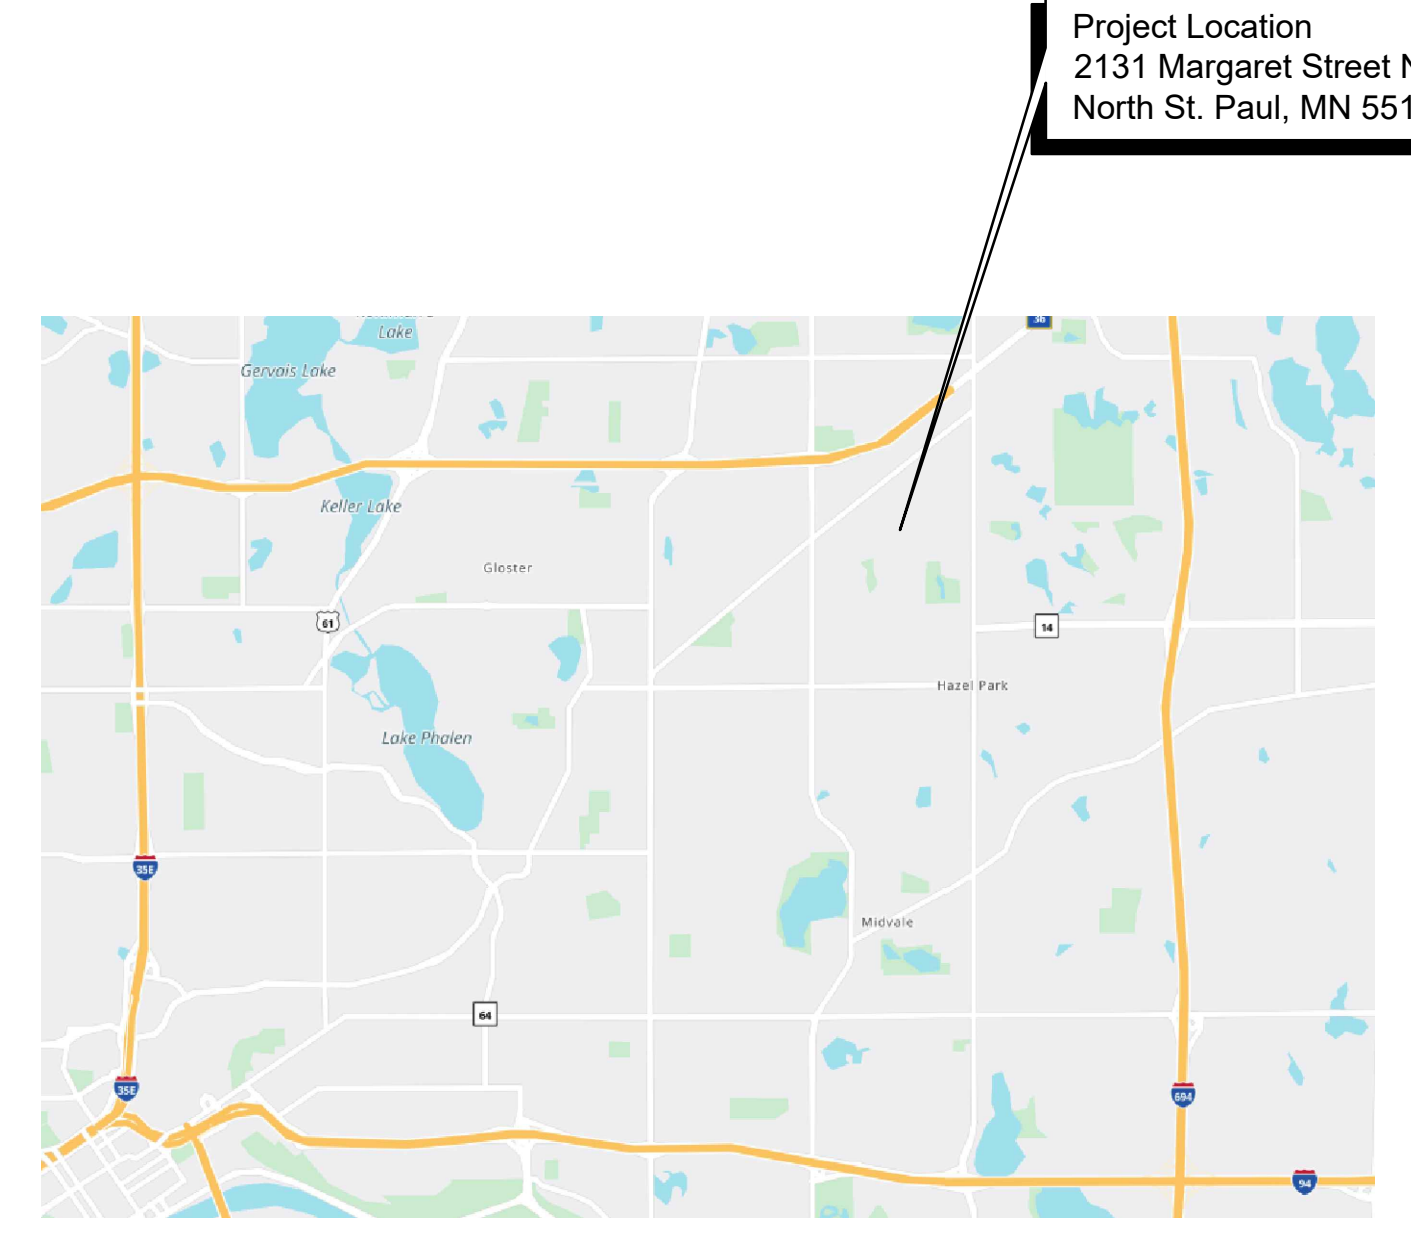 Project Location
2131 Margaret Street N
North St. Paul, MN 551
36
Lake
Gervais Lake
Keller Lake
Gloster
61
14
Hazel Park
Lake Phalen
35E
Midvale
64
35E
694
94